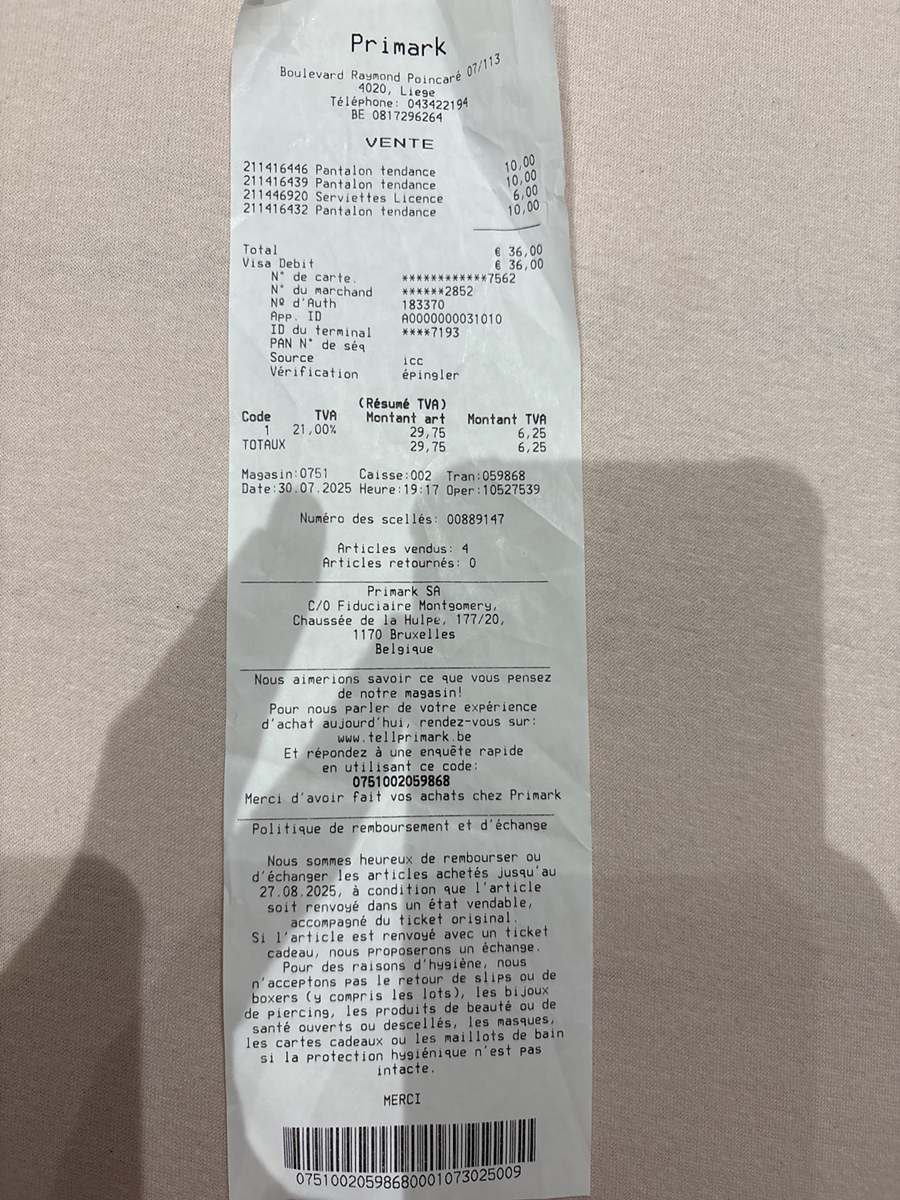 Primark
Boulevard Raymond Poincaré 07/113
4020, Liege
Téléphone: 043422194
BE 0817296264
VENTE
211416446 Pantalon tendance 10,00
211416439 Pantalon tendance 10,00
211446920 Serviettes Licence 6,00
211416432 Pantalon tendance 10,00
Total € 36,00
Visa Debit € 36,00
N° de carte. ************7562
N° du marchand ******2852
Nº d'Auth 183370
App. ID A0000000031010
ID du terminal ****7193
PAN N° de séq
Source icc
Vérification épingler
(Résumé TVA)
Code TVA Montant art Montant TVA
1 21,00% 29,75 6,25
TOTAUX 29,75 6,25
Magasin:0751 Caisse:002 Tran:059868
Date:30.07.2025 Heure:19:17 Oper:10527539
Numéro des scellés: 00889147
Articles vendus: 4
Articles retournés: 0
Primark SA
C/O Fiduciaire Montgomery,
Chaussée de la Hulpe, 177/20,
1170 Bruxelles
Belgique
Nous aimerions savoir ce que vous pensez
de notre magasin!
Pour nous parler de votre expérience
d'achat aujourd'hui, rendez-vous sur:
www.tellprimark.be
Et répondez à une enquête rapide
en utilisant ce code:
0751002059868
Merci d'avoir fait vos achats chez Primark
Politique de remboursement et d'échange
Nous sommes heureux de rembourser ou
d'échanger les articles achetés jusqu'au
27.08.2025, à condition que l'article
soit renvoyé dans un état vendable,
accompagné du ticket original.
Si l'article est renvoyé avec un ticket
cadeau, nous proposerons un échange.
Pour des raisons d'hygiène, nous
n'acceptons pas le retour de slips ou de
boxers (y compris les lots), les bijoux
de piercing, les produits de beauté ou de
santé ouverts ou descellés, les masques,
les cartes cadeaux ou les maillots de bain
si la protection hygiénique n'est pas
intacte.
MERCI
07510020598680001073025009